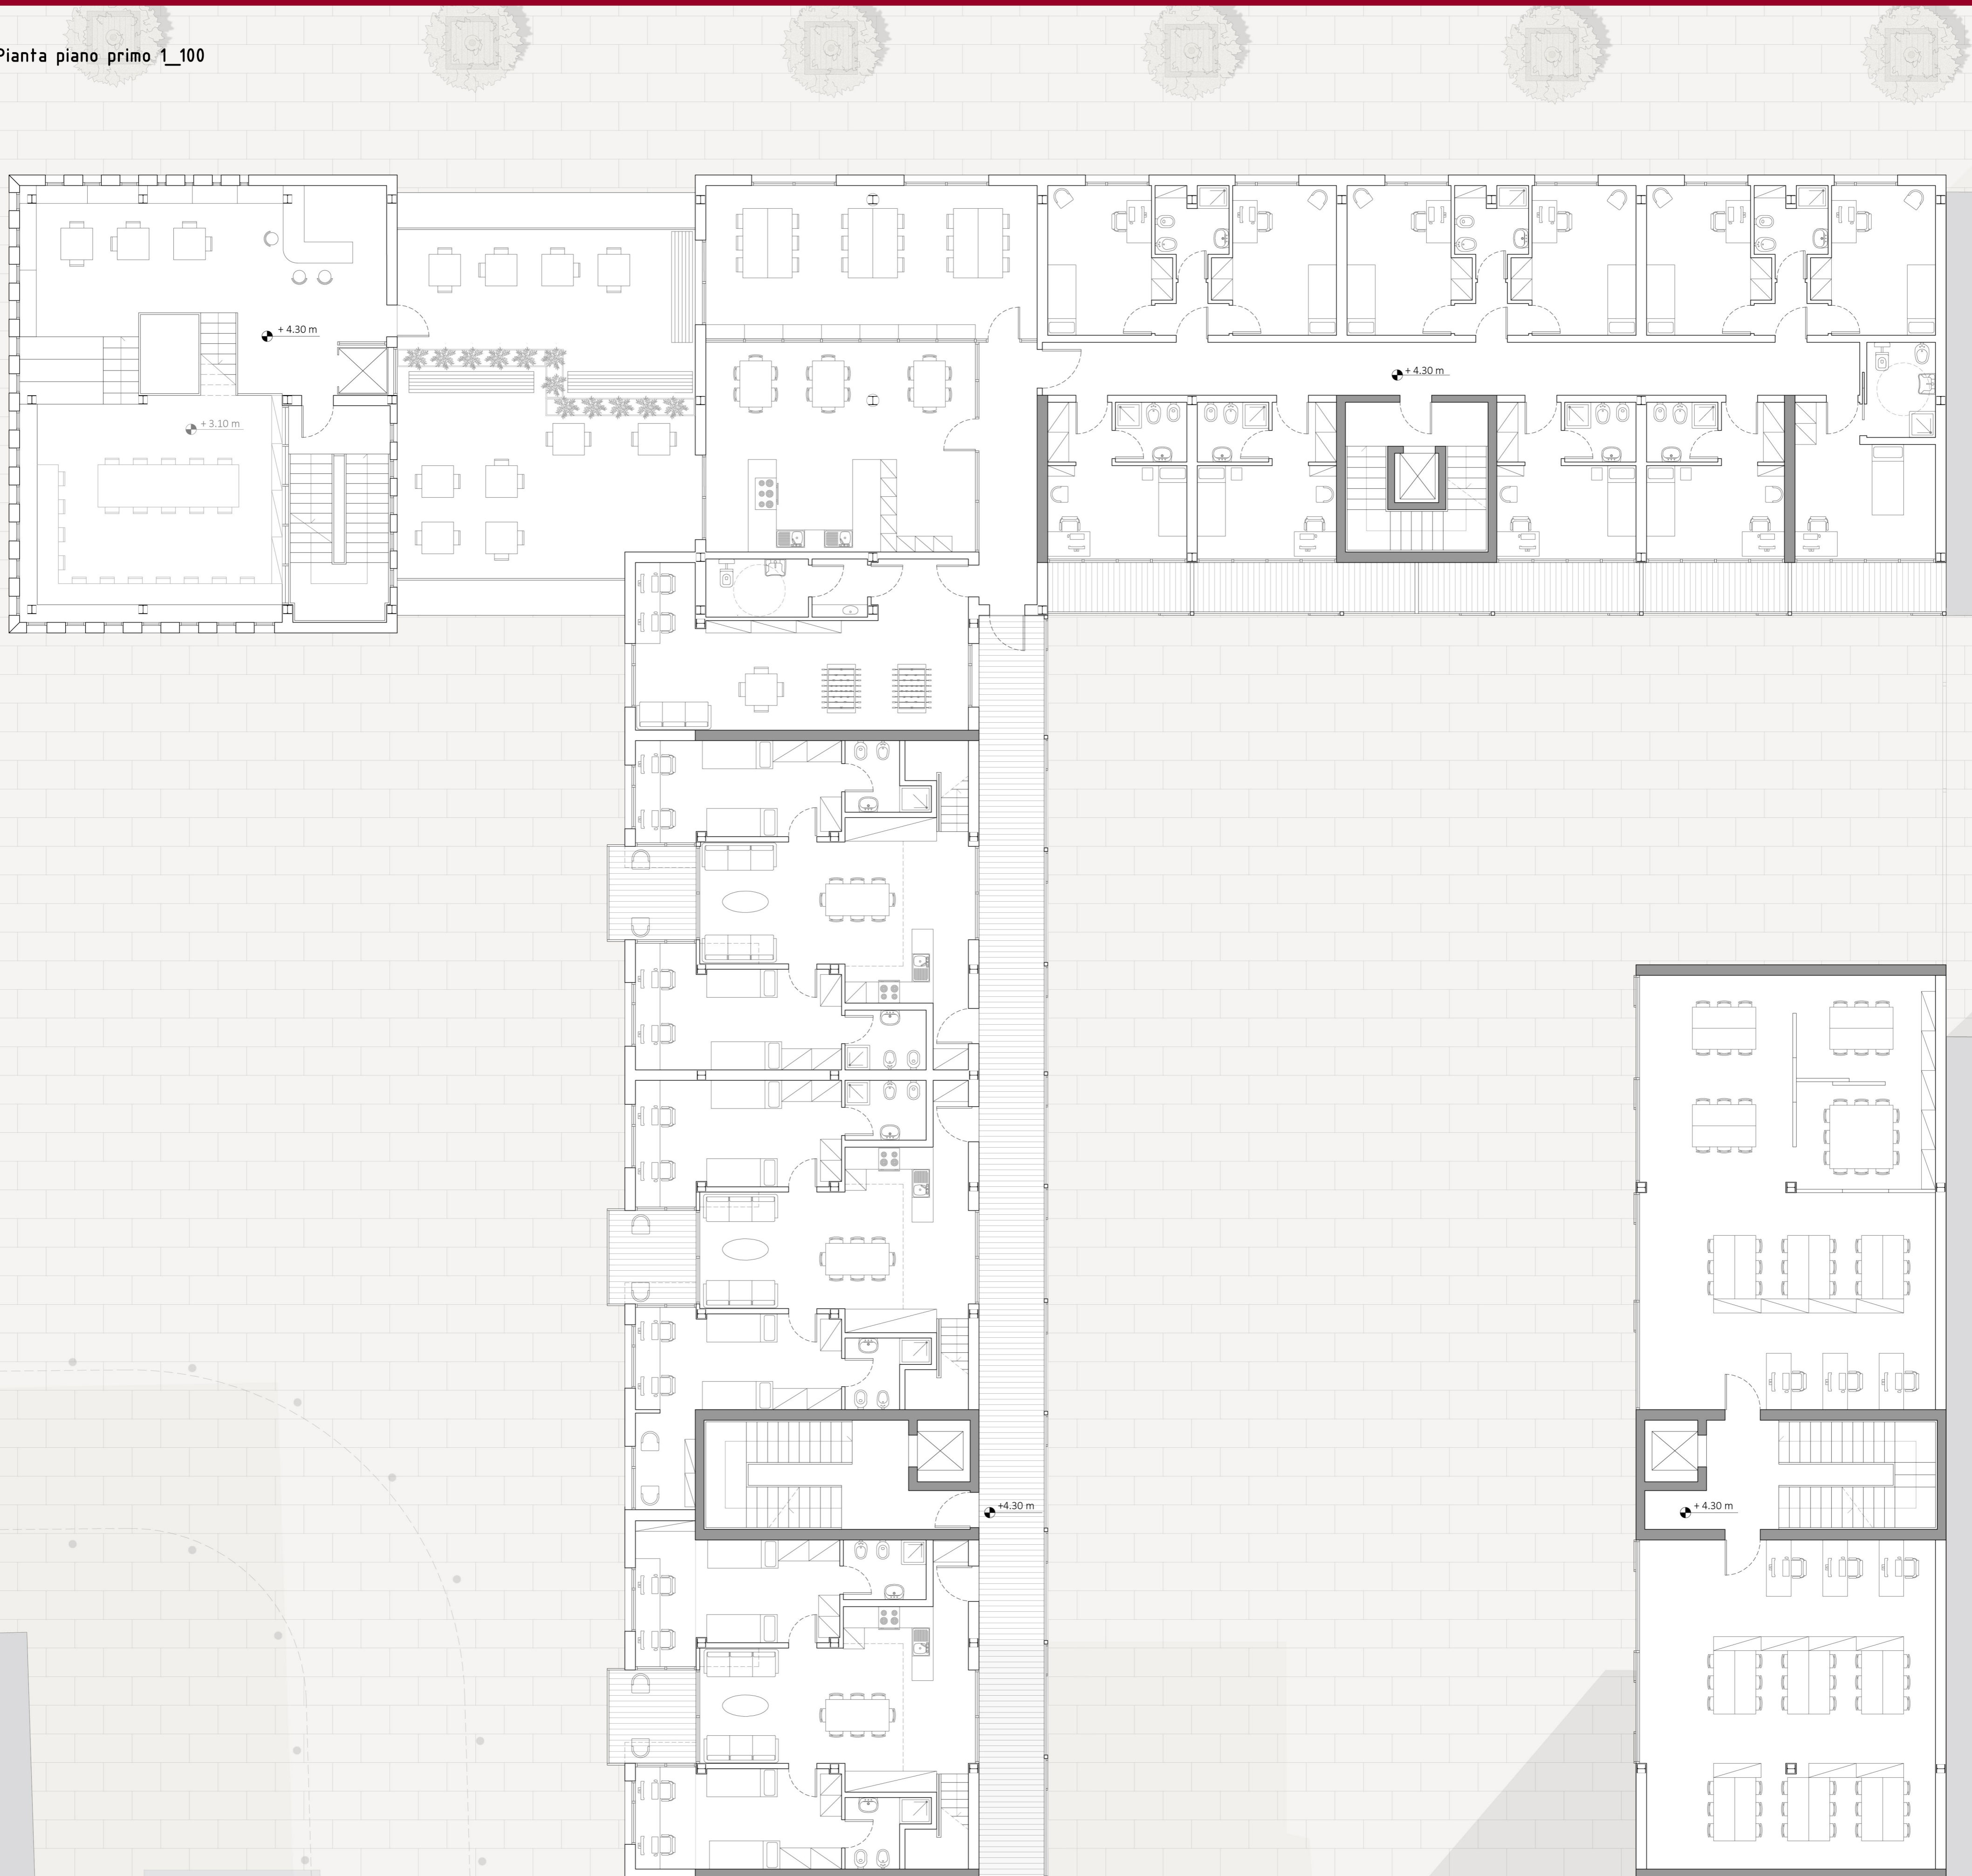 Pianta piano primo 1_100
+ 4.30 m
+ 4.30 m
+ 3.10 m
+4.30 m
+ 4.30 m